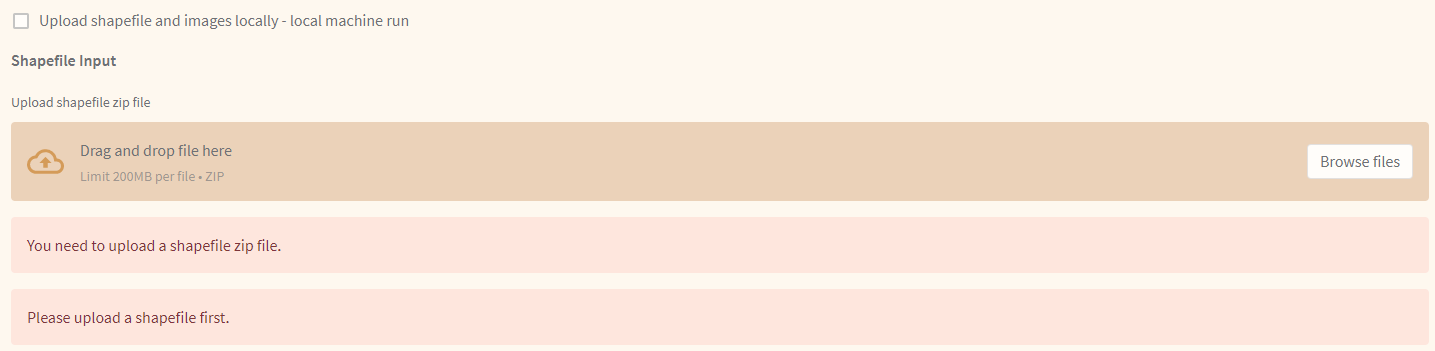 Upload shapefile and images locally - local machine run
Shapefile Input
Upload shapefile zip file
Drag and drop file here
Limit 200MB per file • ZIP
Browse files
You need to upload a shapefile zip file.
Please upload a shapefile first.